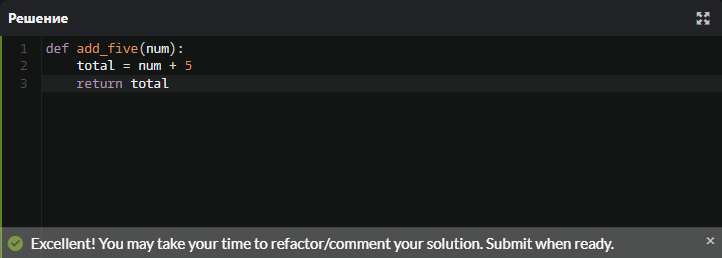 Решение
1 def add_five(num):
2     total = num + 5
3     return total
Excellent! You may take your time to refactor/comment your solution. Submit when ready.